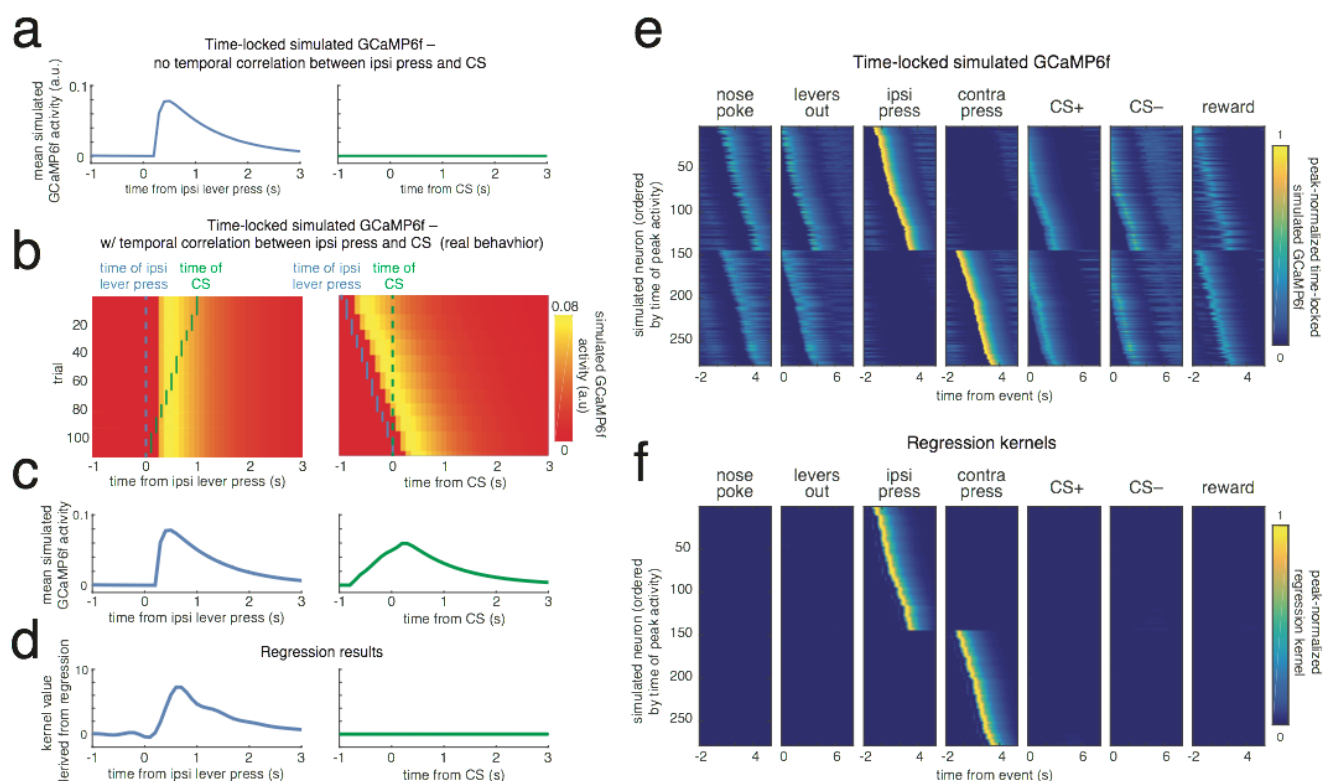 a
Time-locked simulated GCaMP6f –
no temporal correlation between ipsi press and CS
mean simulated
GCaMP6f activity (a.u.)
0.1
0
-1 0 1 2 3
time from ipsi lever press (s)
-1 0 1 2 3
time from CS (s)
b
Time-locked simulated GCaMP6f –
w/ temporal correlation between ipsi press and CS (real behavhior)
time of ipsi
lever press
time of
CS
time of ipsi
lever press
time of
CS
trial
20
40
60
80
100
-1 0 1 2 3
time from ipsi lever press (s)
-1 0 1 2 3
time from CS (s)
0.08
0
simulated GCaMP6f
activity (a.u)
c
mean simulated
GCaMP6f activity
0.1
0
-1 0 1 2 3
time from ipsi lever press (s)
-1 0 1 2 3
time from CS (s)
d
Regression results
kernel value
derived from regression
10
0
-1 0 1 2 3
time from ipsi lever press (s)
-1 0 1 2 3
time from CS (s)
e
Time-locked simulated GCaMP6f
nose
poke
levers
out
ipsi
press
contra
press
CS+
CS–
reward
simulated neuron (ordered
by time of peak activity)
50
100
150
200
250
-2 4
0 6
-2 4
-2 4
0 6
0 6
-2 4
time from event (s)
1
0
peak-normalized time-locked
simulated GCaMP6f
f
Regression kernels
nose
poke
levers
out
ipsi
press
contra
press
CS+
CS–
reward
simulated neuron (ordered
by time of peak activity)
50
100
150
200
250
-2 4
0 6
-2 4
-2 4
0 6
0 6
-2 4
time from event (s)
1
0
peak-normalized
regression kernel